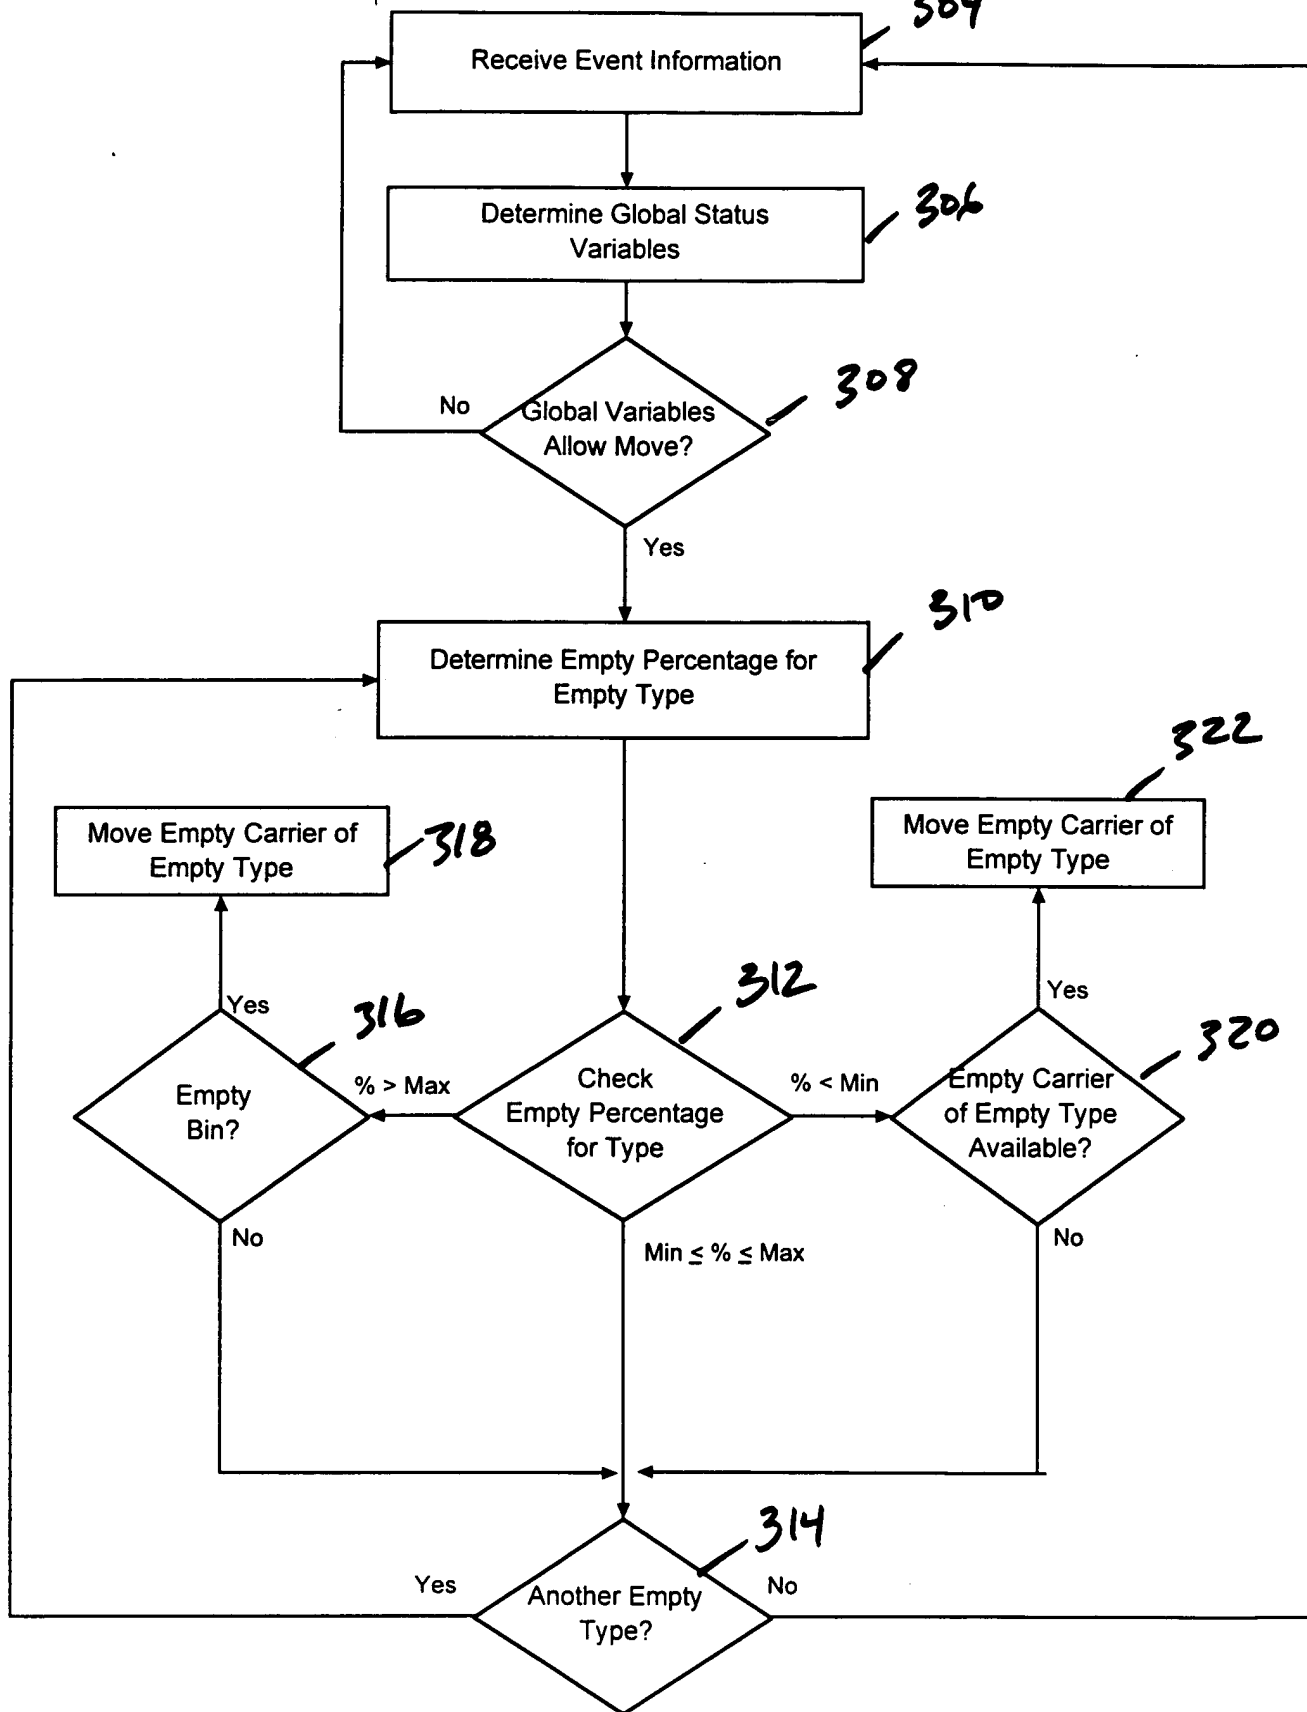 304
Receive Event Information
Determine Global Status
Variables
306
308
No
Global Variables
Allow Move?
Yes
310
Determine Empty Percentage for
Empty Type
322
Move Empty Carrier of
Empty Type
318
Move Empty Carrier of
Empty Type
Yes
316
312
Yes
320
Empty
Bin?
% > Max
Check
Empty Percentage
for Type
% < Min
Empty Carrier
of Empty Type
Available?
No
Min ≤ % ≤ Max
No
314
Yes
Another Empty
Type?
No